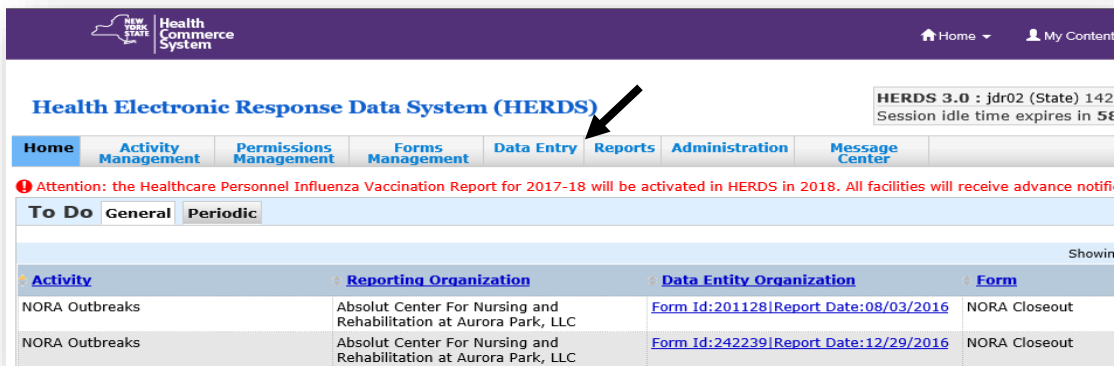 NEW YORK STATE Health Commerce System
Home My Content
Health Electronic Response Data System (HERDS)
HERDS 3.0 : jdr02 (State) 142
Session idle time expires in 58
Home Activity Management Permissions Management Forms Management Data Entry Reports Administration Message Center
Attention: the Healthcare Personnel Influenza Vaccination Report for 2017-18 will be activated in HERDS in 2018. All facilities will receive advance notifi
To Do General Periodic
Showin
Activity Reporting Organization Data Entity Organization Form
NORA Outbreaks Absolut Center For Nursing and Form Id:201128|Report Date:08/03/2016 NORA Closeout
Rehabilitation at Aurora Park, LLC
NORA Outbreaks Absolut Center For Nursing and Form Id:242239|Report Date:12/29/2016 NORA Closeout
Rehabilitation at Aurora Park, LLC